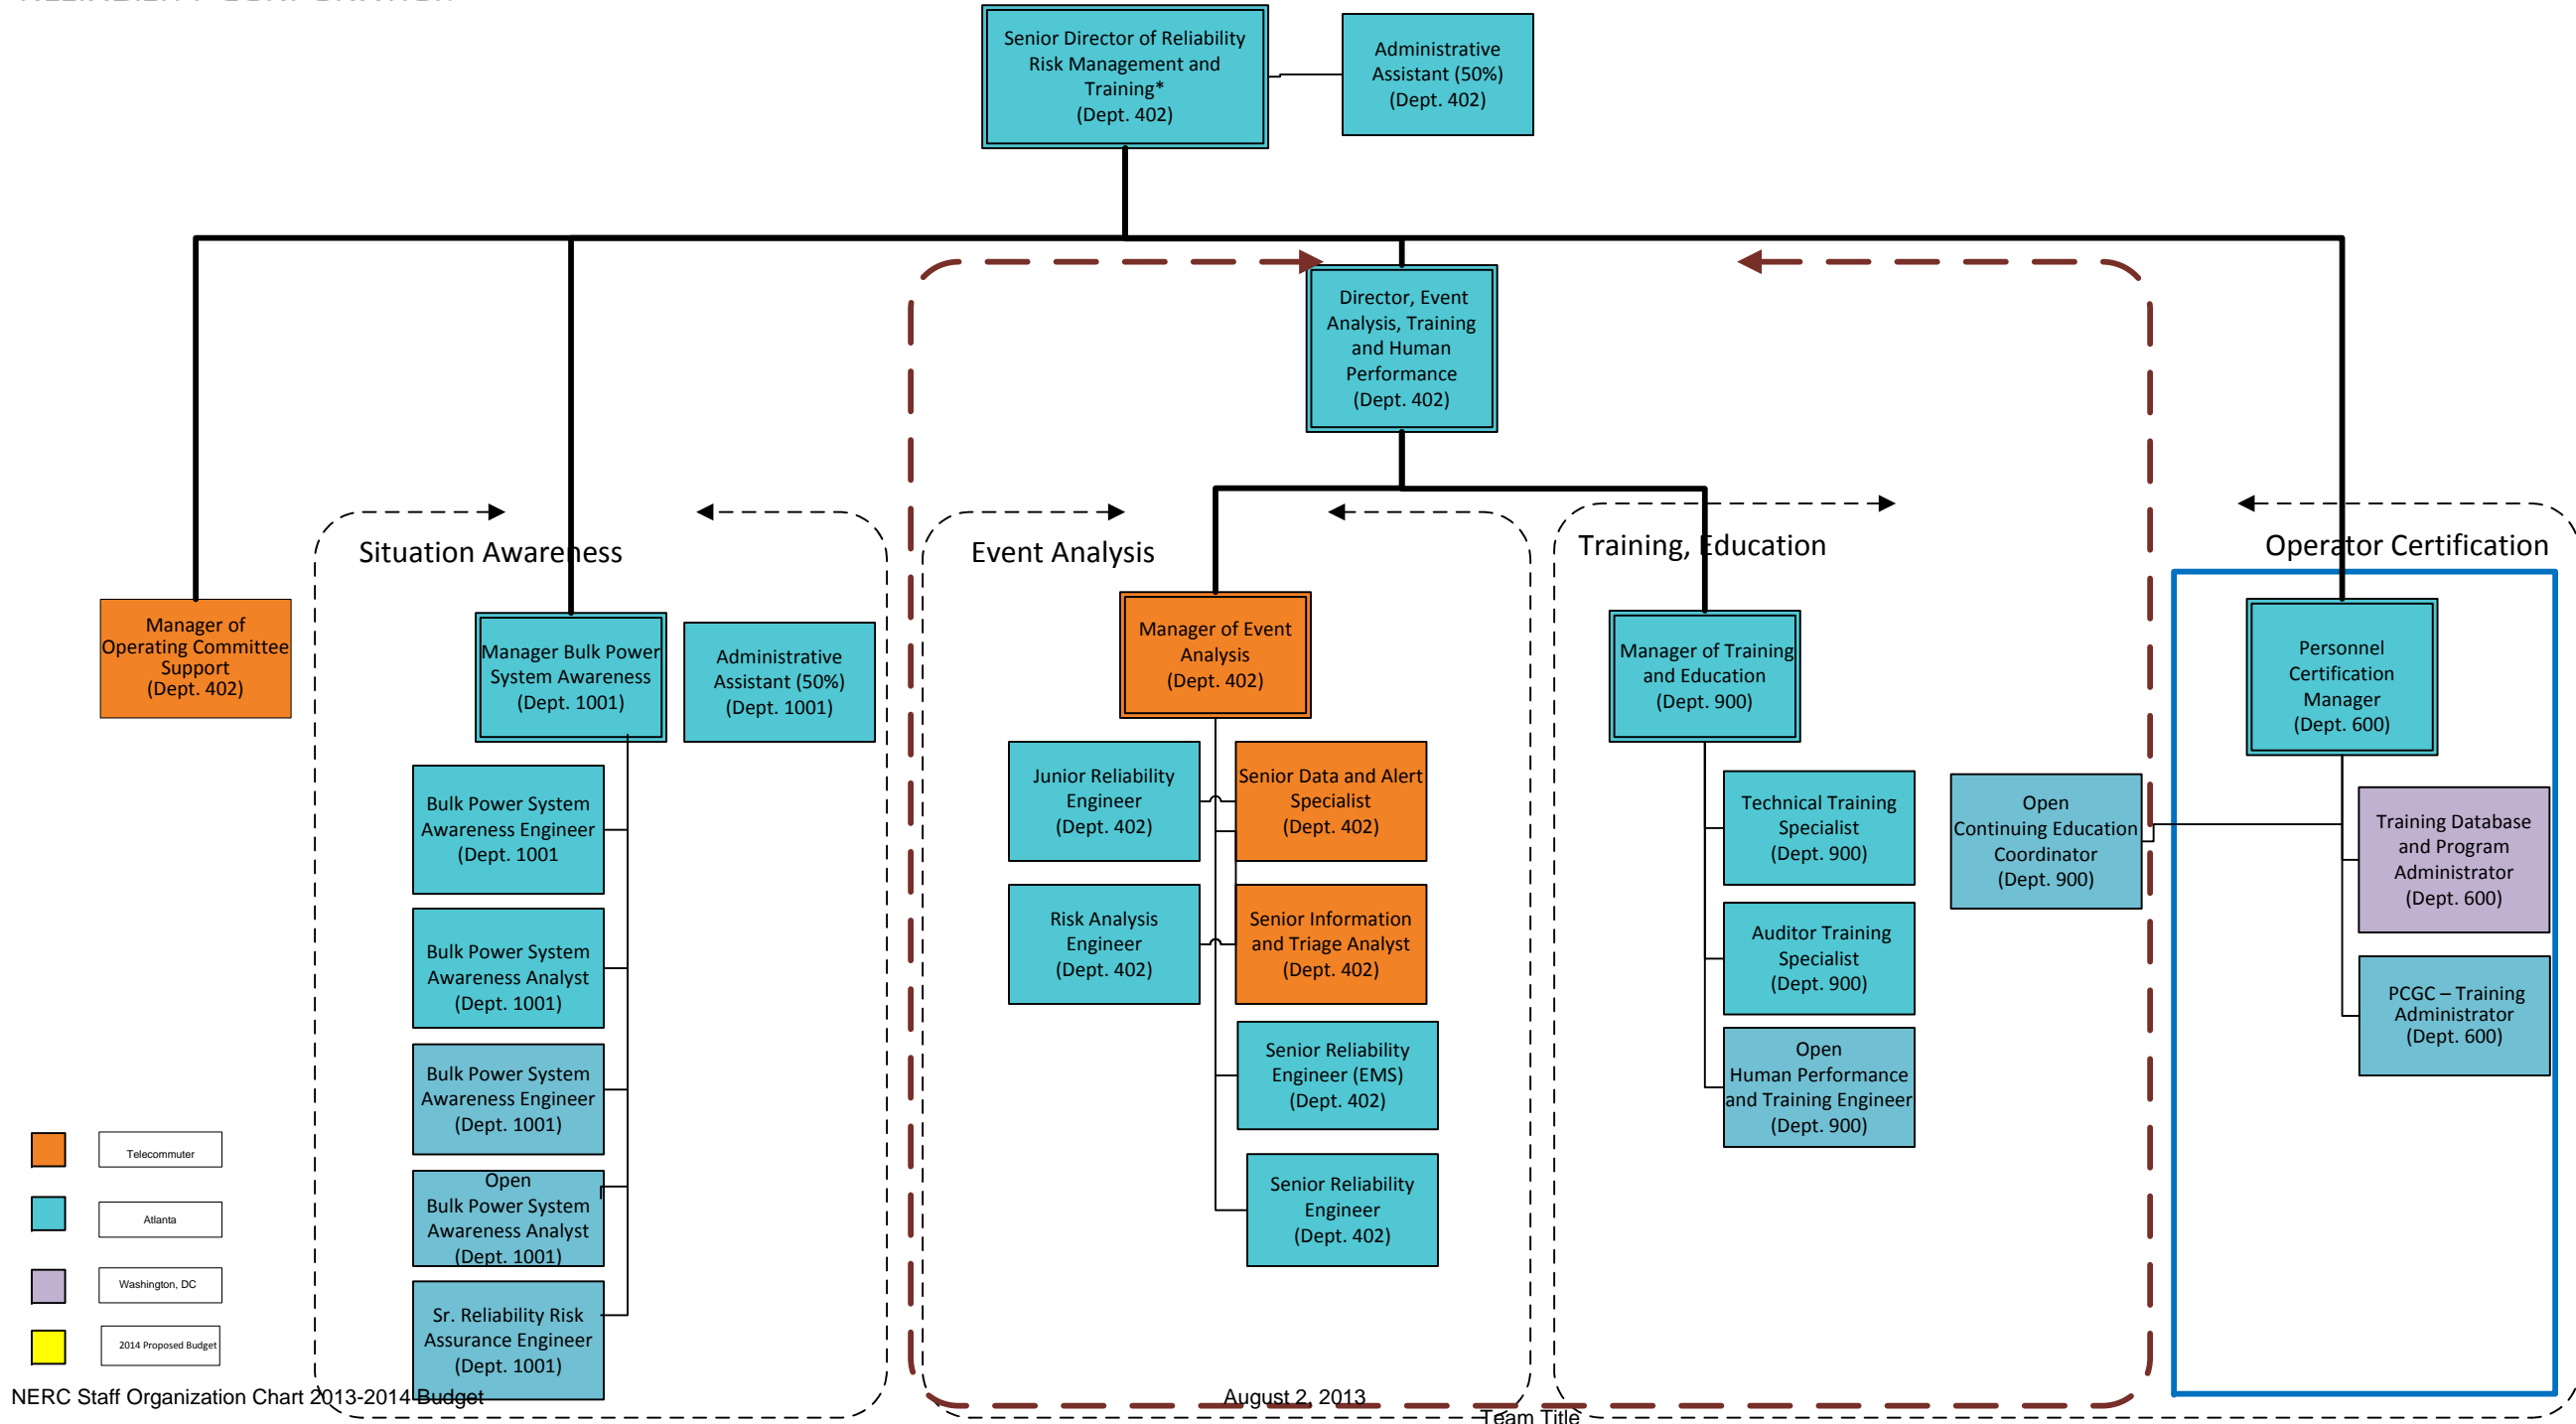 RELIABILITY CORPORATION
Senior Director of Reliability
Risk Management and
Training*
(Dept. 402)
Administrative
Assistant (50%)
(Dept. 402)
Director, Event
Analysis, Training
and Human
Performance
(Dept. 402)
Situation Awareness
Event Analysis
Training, Education
Operator Certification
Manager of
Operating Committee
Support
(Dept. 402)
Manager Bulk Power
System Awareness
(Dept. 1001)
Administrative
Assistant (50%)
(Dept. 1001)
Manager of Event
Analysis
(Dept. 402)
Manager of Training
and Education
(Dept. 900)
Personnel
Certification
Manager
(Dept. 600)
Bulk Power System
Awareness Engineer
(Dept. 1001
Bulk Power System
Awareness Analyst
(Dept. 1001)
Bulk Power System
Awareness Engineer
(Dept. 1001)
Open
Bulk Power System
Awareness Analyst
(Dept. 1001)
Sr. Reliability Risk
Assurance Engineer
(Dept. 1001)
Junior Reliability
Engineer
(Dept. 402)
Senior Data and Alert
Specialist
(Dept. 402)
Risk Analysis
Engineer
(Dept. 402)
Senior Information
and Triage Analyst
(Dept. 402)
Senior Reliability
Engineer (EMS)
(Dept. 402)
Senior Reliability
Engineer
(Dept. 402)
Technical Training
Specialist
(Dept. 900)
Auditor Training
Specialist
(Dept. 900)
Open
Human Performance
and Training Engineer
(Dept. 900)
Open
Continuing Education
Coordinator
(Dept. 900)
Training Database
and Program
Administrator
(Dept. 600)
PCGC – Training
Administrator
(Dept. 600)
Telecommuter
Atlanta
Washington, DC
2014 Proposed Budget
NERC Staff Organization Chart 2013-2014 Budget
August 2, 2013
Team Title